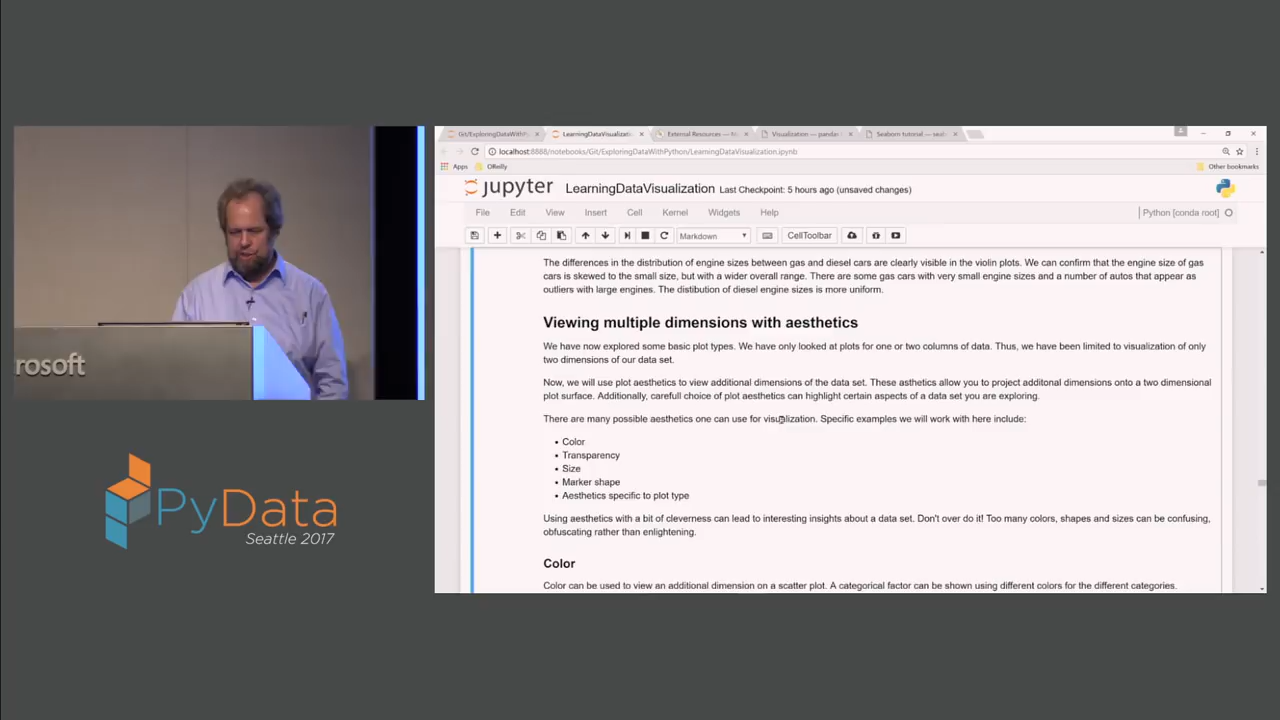 rosoft
PyData
Seattle 2017
Git/ExploringDataWithPy
LearningDataVisualization
External Resources — M
Visualization — pandas
Seaborn tutorial — sea
localhost:8888/notebooks/Git/ExploringDataWithPython/LearningDataVisualization.ipynb
Apps
OReilly
Other bookmarks
jupyter LearningDataVisualization Last Checkpoint: 5 hours ago (unsaved changes)
File Edit View Insert Cell Kernel Widgets Help
Python [conda root]
Markdown
CellToolbar
The differences in the distribution of engine sizes between gas and diesel cars are clearly visible in the violin plots. We can confirm that the engine size of gas
cars is skewed to the small size, but with a wider overall range. There are some gas cars with very small engine sizes and a number of autos that appear as
outliers with large engines. The distibution of diesel engine sizes is more uniform.
Viewing multiple dimensions with aesthetics
We have now explored some basic plot types. We have only looked at plots for one or two columns of data. Thus, we have been limited to visualization of only
two dimensions of our data set.
Now, we will use plot aesthetics to view additional dimensions of the data set. These asthetics allow you to project additonal dimensions onto a two dimensional
plot surface. Additionally, carefull choice of plot aesthetics can highlight certain aspects of a data set you are exploring.
There are many possible aesthetics one can use for visualization. Specific examples we will work with here include:
• Color
• Transparency
• Size
• Marker shape
• Aesthetics specific to plot type
Using aesthetics with a bit of cleverness can lead to interesting insights about a data set. Don't over do it! Too many colors, shapes and sizes can be confusing,
obfuscating rather than enlightening.
Color
Color can be used to view an additional dimension on a scatter plot. A categorical factor can be shown using different colors for the different categories.